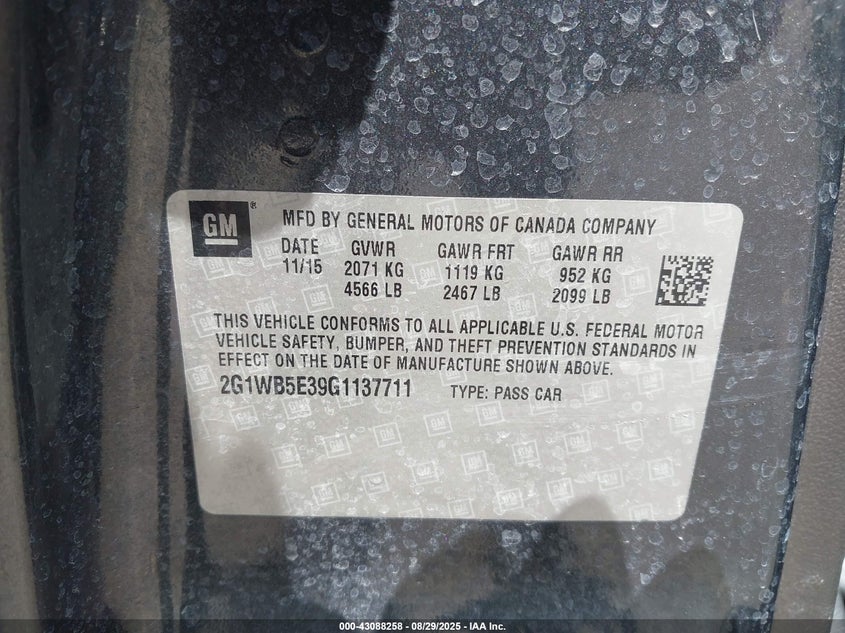 GM ® MFD BY GENERAL MOTORS OF CANADA COMPANY
DATE GVWR GAWR FRT GAWR RR
11/15 2071 KG 1119 KG 952 KG
4566 LB 2467 LB 2099 LB
THIS VEHICLE CONFORMS TO ALL APPLICABLE U.S. FEDERAL MOTOR
VEHICLE SAFETY, BUMPER, AND THEFT PREVENTION STANDARDS IN
EFFECT ON THE DATE OF MANUFACTURE SHOWN ABOVE.
2G1WB5E39G1137711 TYPE: PASS CAR
000-43088258 - 08/29/2025 - IAA Inc.